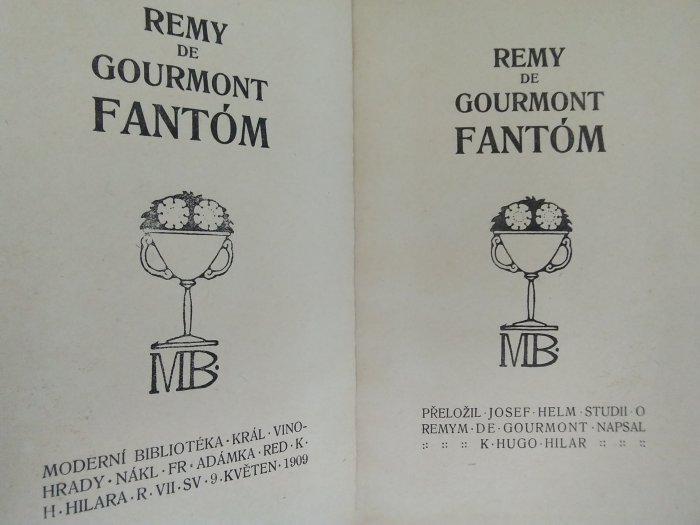 REMY
DE
GOURMONT
FANTÓM
MB·
MODERNÍ BIBLIOTÉKA · KRÁL · VINO-
HRADY · NÁKL · FR · ADÁMKA · RED · K ·
H · HILARA · R · VII · SV · 9 · KVĚTEN · 1909
REMY
DE
GOURMONT
FANTÓM
MB·
PŘELOŽIL · JOSEF · HELM · STUDII · O
REMYM · DE · GOURMONT · NAPSAL
:: :: :: K · HUGO · HILAR :: :: ::